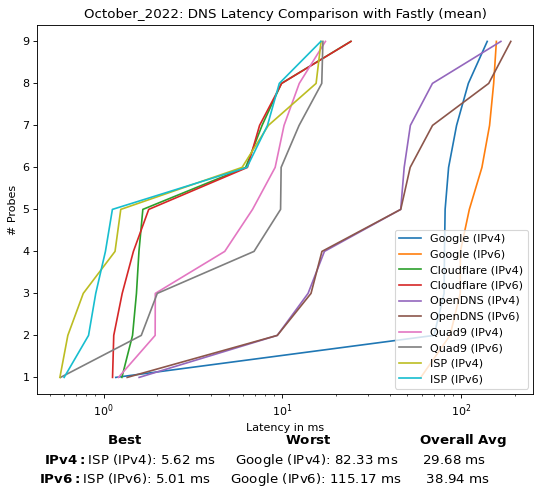 October_2022: DNS Latency Comparison with Fastly (mean)
9
8
7
6
5
4
3
2
1
# Probes
Google (IPv4)
Google (IPv6)
Cloudflare (IPv4)
Cloudflare (IPv6)
OpenDNS (IPv4)
OpenDNS (IPv6)
Quad9 (IPv4)
Quad9 (IPv6)
ISP (IPv4)
ISP (IPv6)
10⁰ 10¹ 10²
Latency in ms
Best Worst Overall Avg
IPv4: ISP (IPv4): 5.62 ms Google (IPv4): 82.33 ms 29.68 ms
IPv6: ISP (IPv6): 5.01 ms Google (IPv6): 115.17 ms 38.94 ms